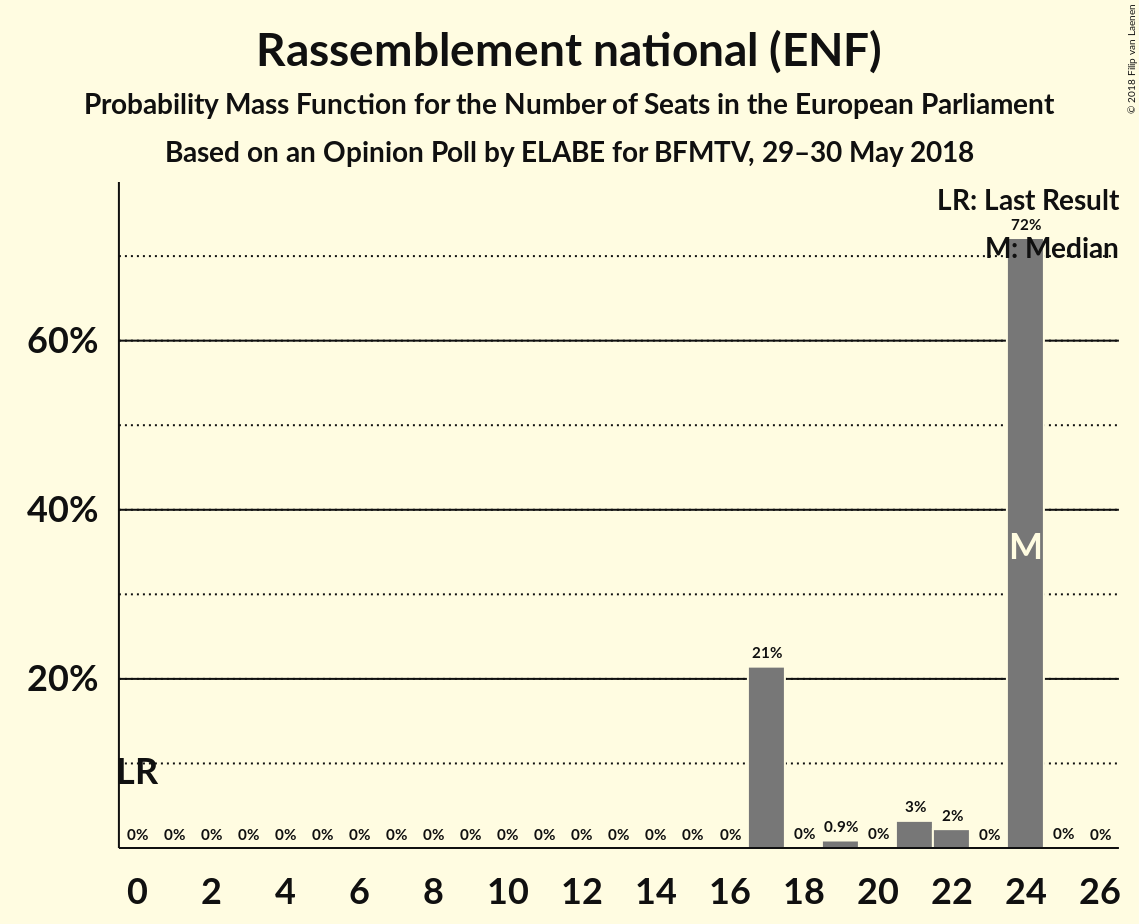 Rassemblement national (ENF)
Probability Mass Function for the Number of Seats in the European Parliament
Based on an Opinion Poll by ELABE for BFMTV, 29–30 May 2018
© 2018 Filip van Laenen
LR: Last Result
72%
M: Median
60%
40%
M
21%
20%
LR
3%
2%
0.9%
0% 0% 0% 0% 0% 0% 0% 0% 0% 0% 0% 0% 0% 0% 0% 0% 0% 0% 0% 0% 0% 0%
0 2 4 6 8 10 12 14 16 18 20 22 24 26